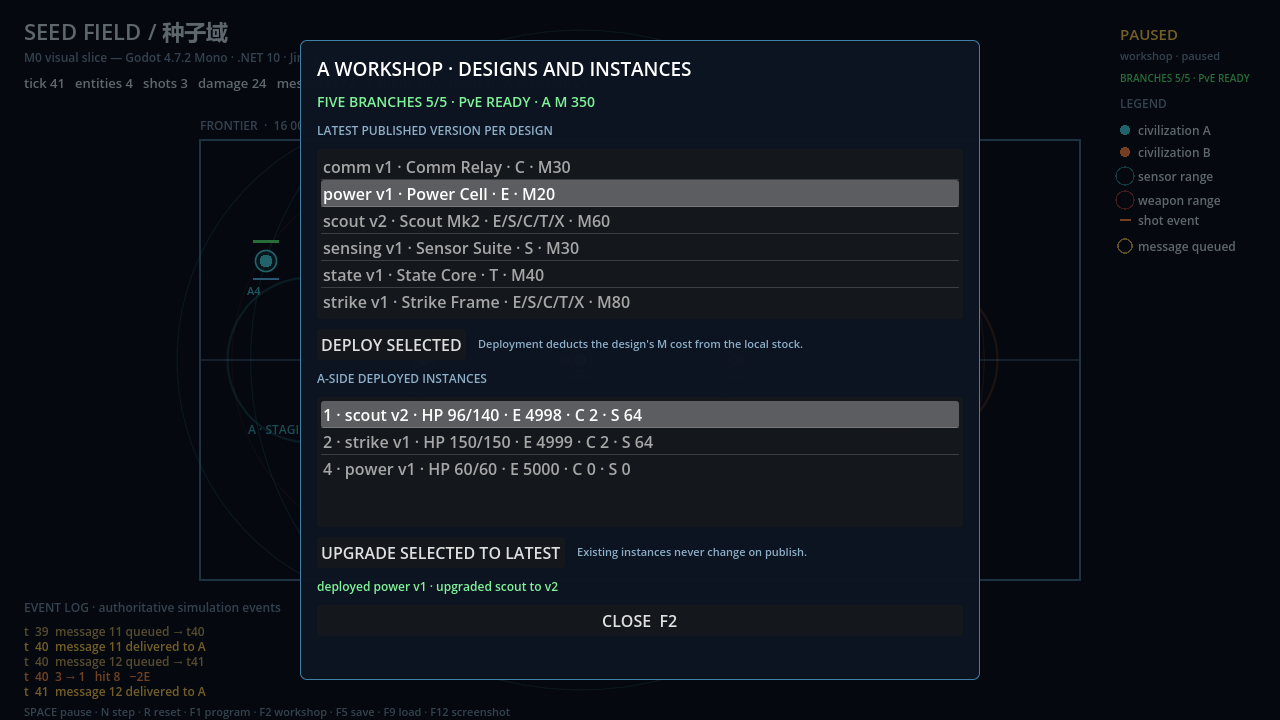 SEED FIELD / 种子域
M0 visual slice — Godot 4.7.2 Mono · .NET 10 ·
tick 41 entities 4 shots 3 damage 24
FRONTIER · 16
A4
A · STAGI
A WORKSHOP · DESIGNS AND INSTANCES
FIVE BRANCHES 5/5 · PvE READY · A M 350
LATEST PUBLISHED VERSION PER DESIGN
comm v1 · Comm Relay · C · M30
power v1 · Power Cell · E · M20
scout v2 · Scout Mk2 · E/S/C/T/X · M60
sensing v1 · Sensor Suite · S · M30
state v1 · State Core · T · M40
strike v1 · Strike Frame · E/S/C/T/X · M80
DEPLOY SELECTED
Deployment deducts the design's M cost from the local stock.
A-SIDE DEPLOYED INSTANCES
1 · scout v2 · HP 96/140 · E 4998 · C 2 · S 64
2 · strike v1 · HP 150/150 · E 4999 · C 2 · S 64
4 · power v1 · HP 60/60 · E 5000 · C 0 · S 0
UPGRADE SELECTED TO LATEST
Existing instances never change on publish.
deployed power v1 · upgraded scout to v2
CLOSE F2
PAUSED
workshop · paused
BRANCHES 5/5 · PvE READY
LEGEND
civilization A
civilization B
sensor range
weapon range
shot event
message queued
EVENT LOG · authoritative simulation events
t 39 message 11 queued → t40
t 40 message 11 delivered to A
t 40 message 12 queued → t41
t 40 3 → 1 hit 8 −2E
t 41 message 12 delivered to A
SPACE pause · N step · R reset · F1 program · F2 workshop · F5 save · F9 load · F12 screenshot